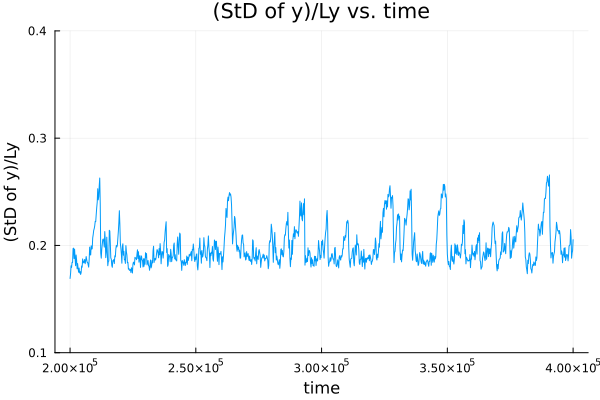 (StD of y)/Ly vs. time
0.4
0.3
0.2
0.1
(StD of y)/Ly
2.00×10⁵ 2.50×10⁵ 3.00×10⁵ 3.50×10⁵ 4.00×10⁵
time